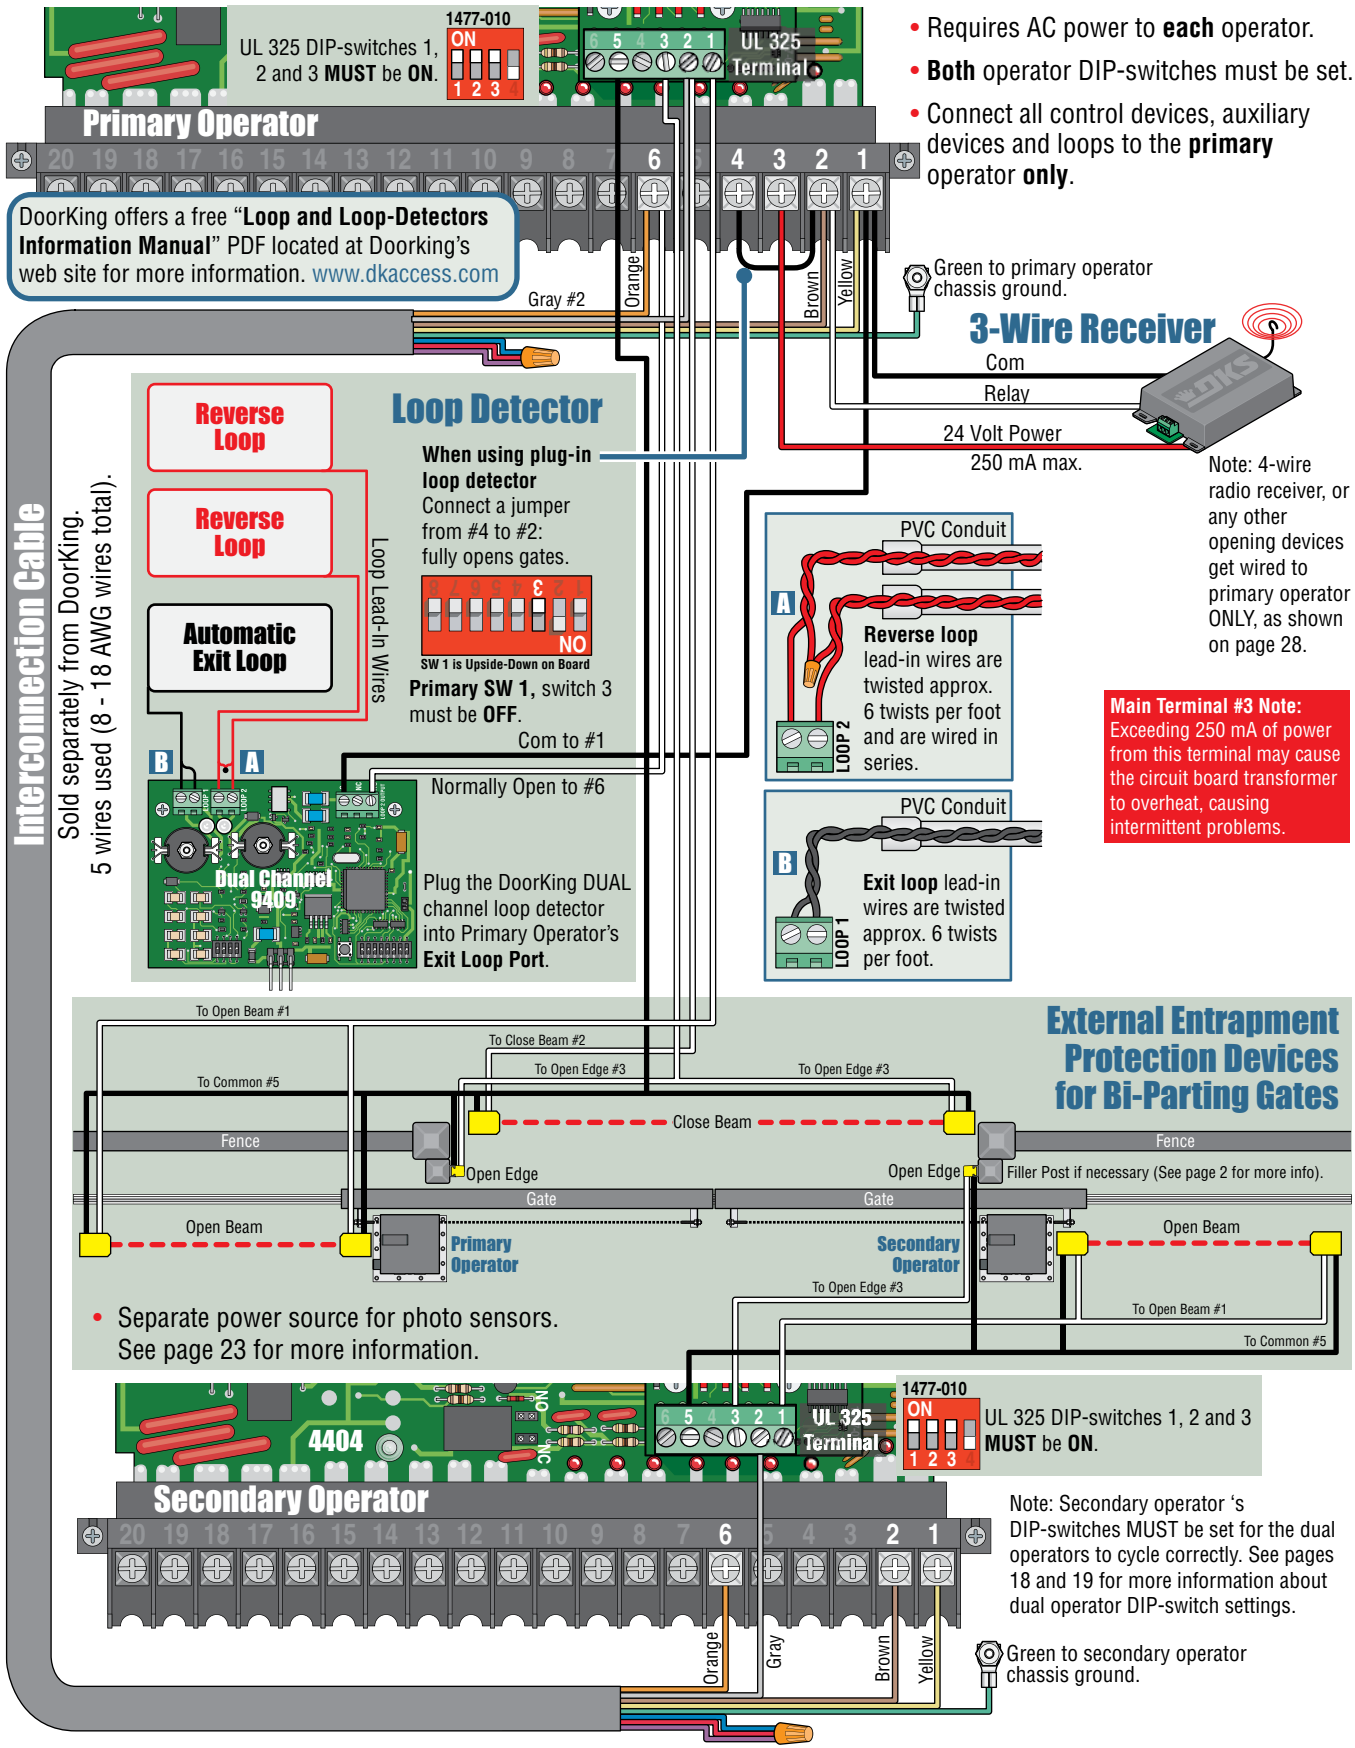 1477-010
ON
1 2 3 4
UL 325 DIP-switches 1,
2 and 3 MUST be ON.
6 5 4 3 2 1
UL 325
Terminal
• Requires AC power to each operator.
• Both operator DIP-switches must be set.
• Connect all control devices, auxiliary
devices and loops to the primary
operator only.
Primary Operator
20 19 18 17 16 15 14 13 12 11 10 9 8 7 6 5 4 3 2 1
DoorKing offers a free “Loop and Loop-Detectors
Information Manual” PDF located at Doorking's
web site for more information. www.dkaccess.com
Gray #2
Orange
Brown
Yellow
Green to primary operator
chassis ground.
3-Wire Receiver
Com
Relay
24 Volt Power
250 mA max.
DKS
Note: 4-wire
radio receiver, or
any other
opening devices
get wired to
primary operator
ONLY, as shown
on page 28.
Interconnection Cable
Sold separately from DoorKing.
5 wires used (8 - 18 AWG wires total).
Reverse
Loop
Reverse
Loop
Automatic
Exit Loop
Loop Lead-In Wires
Loop Detector
When using plug-in
loop detector
Connect a jumper
from #4 to #2:
fully opens gates.
8 7 6 5 4 3 2 1
ON
SW 1 is Upside-Down on Board
Primary SW 1, switch 3
must be OFF.
Com to #1
Normally Open to #6
B
A
LOOP 1
LOOP 2
NC
LOOP 2 OUTPUT
Dual Channel
9409
Plug the DoorKing DUAL
channel loop detector
into Primary Operator's
Exit Loop Port.
PVC Conduit
A
Reverse loop
lead-in wires are
twisted approx.
6 twists per foot
and are wired in
series.
LOOP 2
PVC Conduit
B
Exit loop lead-in
wires are twisted
approx. 6 twists
per foot.
LOOP 1
Main Terminal #3 Note:
Exceeding 250 mA of power
from this terminal may cause
the circuit board transformer
to overheat, causing
intermittent problems.
External Entrapment
Protection Devices
for Bi-Parting Gates
To Open Beam #1
To Close Beam #2
To Open Edge #3
To Open Edge #3
To Common #5
Close Beam
Fence
Fence
Open Edge
Open Edge
Filler Post if necessary (See page 2 for more info).
Gate
Gate
Open Beam
Open Beam
Primary
Operator
Secondary
Operator
To Open Edge #3
To Open Beam #1
To Common #5
• Separate power source for photo sensors.
See page 23 for more information.
4404
NO
NC
6 5 4 3 2 1
UL 325
Terminal
1477-010
ON
1 2 3 4
UL 325 DIP-switches 1, 2 and 3
MUST be ON.
Secondary Operator
20 19 18 17 16 15 14 13 12 11 10 9 8 7 6 5 4 3 2 1
Note: Secondary operator ‘s
DIP-switches MUST be set for the dual
operators to cycle correctly. See pages
18 and 19 for more information about
dual operator DIP-switch settings.
Orange
Gray
Brown
Yellow
Green to secondary operator
chassis ground.